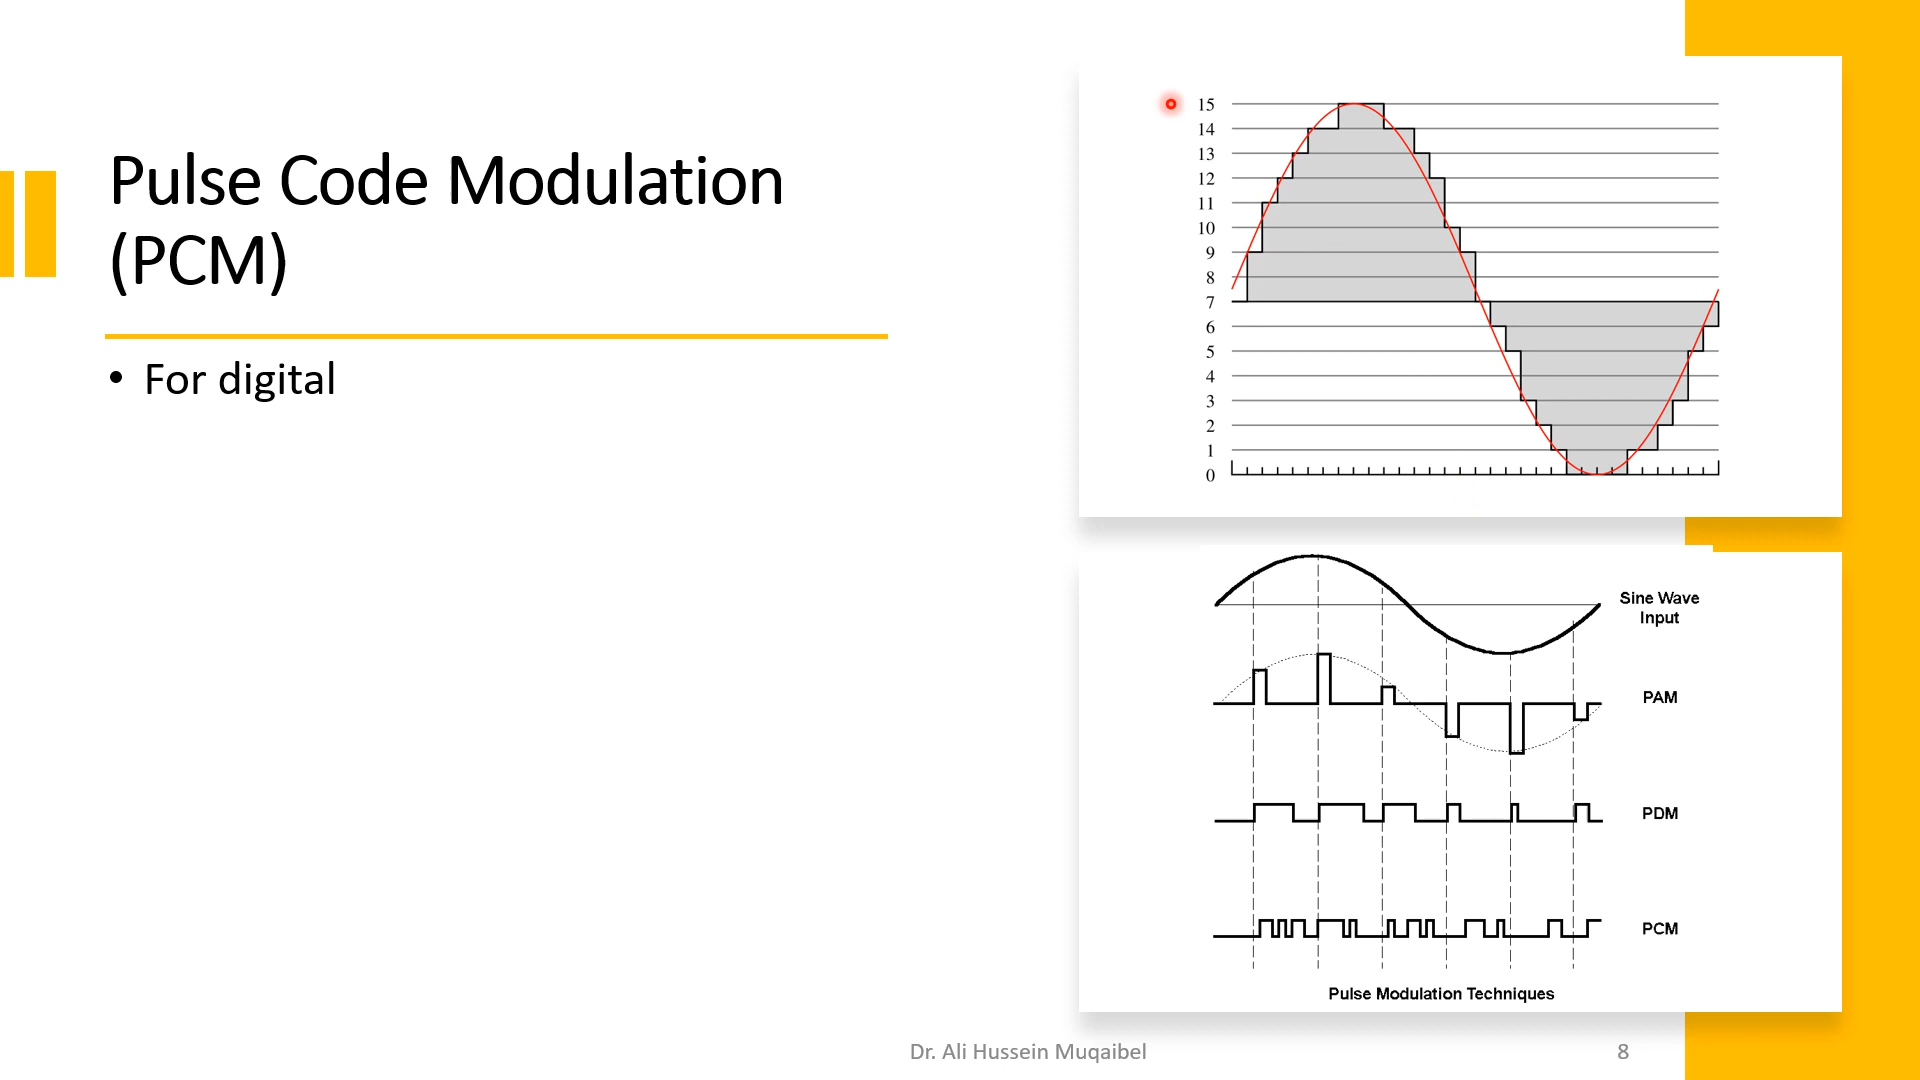 Pulse Code Modulation
(PCM)
• For digital
15
14
13
12
11
10
9
8
7
6
5
4
3
2
1
0
Sine Wave
Input
PAM
PDM
PCM
Pulse Modulation Techniques
Dr. Ali Hussein Muqaibel
8